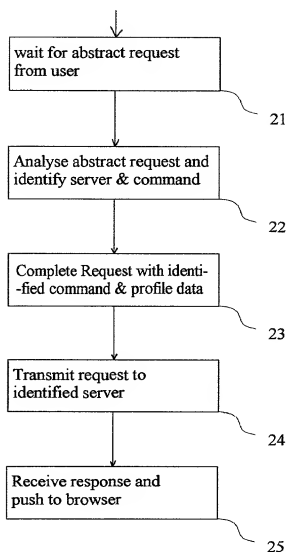 wait for abstract request
from user
21
Analyse abstract request and
identify server & command
22
Complete Request with identi-
-fied command & profile data
23
Transmit request to
identified server
24
Receive response and
push to browser
25